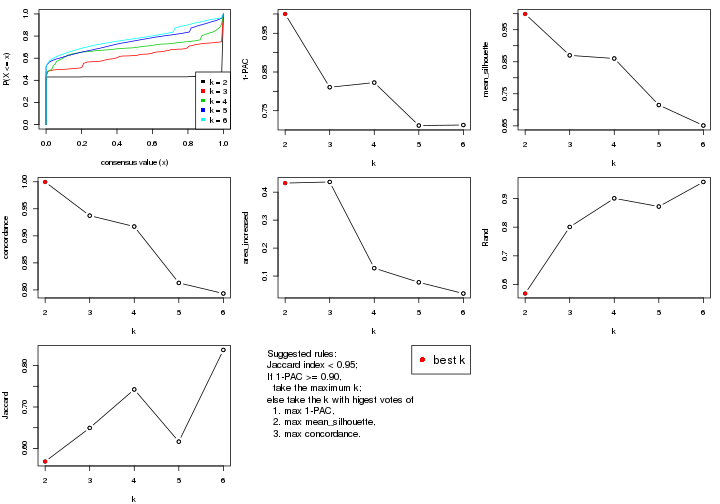 P(X <= x)
0.0 0.2 0.4 0.6 0.8 1.0
k = 2
k = 3
k = 4
k = 5
k = 6
0.0 0.2 0.4 0.6 0.8 1.0
consensus value (x)
1-PAC
0.75 0.85 0.95
2 3 4 5 6
k
mean_silhouette
0.65 0.75 0.85 0.95
2 3 4 5 6
k
concordance
0.80 0.85 0.90 0.95 1.00
2 3 4 5 6
k
area_increased
0.1 0.2 0.3 0.4
2 3 4 5 6
k
Rand
0.6 0.7 0.8 0.9
2 3 4 5 6
k
Jaccard
0.60 0.70 0.80
2 3 4 5 6
k
Suggested rules:
Jaccard index < 0.95;
If 1-PAC >= 0.90,
take the maximum k;
else take the k with higest votes of
1. max 1-PAC,
2. max mean_silhouette,
3. max concordance.
best k